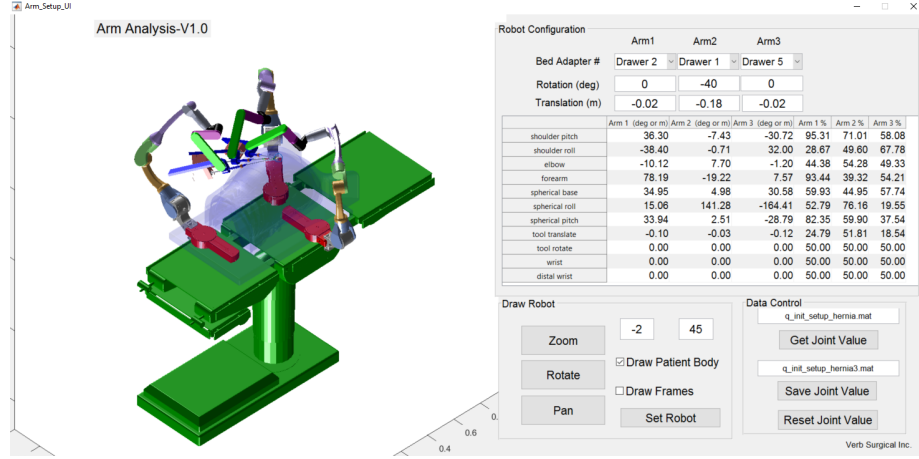 Arm_Setup_UI
Arm Analysis-V1.0
Robot Configuration
Arm1 Arm2 Arm3
Bed Adapter # Drawer 2 Drawer 1 Drawer 5
Rotation (deg) 0 -40 0
Translation (m) -0.02 -0.18 -0.02
Arm 1 (deg or m) Arm 2 (deg or m) Arm 3 (deg or m) Arm 1 % Arm 2 % Arm 3 %
shoulder pitch 36.30 -7.43 -30.72 95.31 71.01 58.08
shoulder roll -38.40 -0.71 32.00 28.67 49.60 67.78
elbow -10.12 7.70 -1.20 44.38 54.28 49.33
forearm 78.19 -19.22 7.57 93.44 39.32 54.21
spherical base 34.95 4.98 30.58 59.93 44.95 57.74
spherical roll 15.06 141.28 -164.41 52.79 76.16 19.55
spherical pitch 33.94 2.51 -28.79 82.35 59.90 37.54
tool translate -0.10 -0.03 -0.12 24.79 51.81 18.54
tool rotate 0.00 0.00 0.00 50.00 50.00 50.00
wrist 0.00 0.00 0.00 50.00 50.00 50.00
distal wrist 0.00 0.00 0.00 50.00 50.00 50.00
Draw Robot
Zoom
Rotate
Pan
-2 45
Draw Patient Body
Draw Frames
Set Robot
Data Control
q_init_setup_hernia.mat
Get Joint Value
q_init_setup_hernia3.mat
Save Joint Value
Reset Joint Value
0.
0.6
0.4
Verb Surgical Inc.